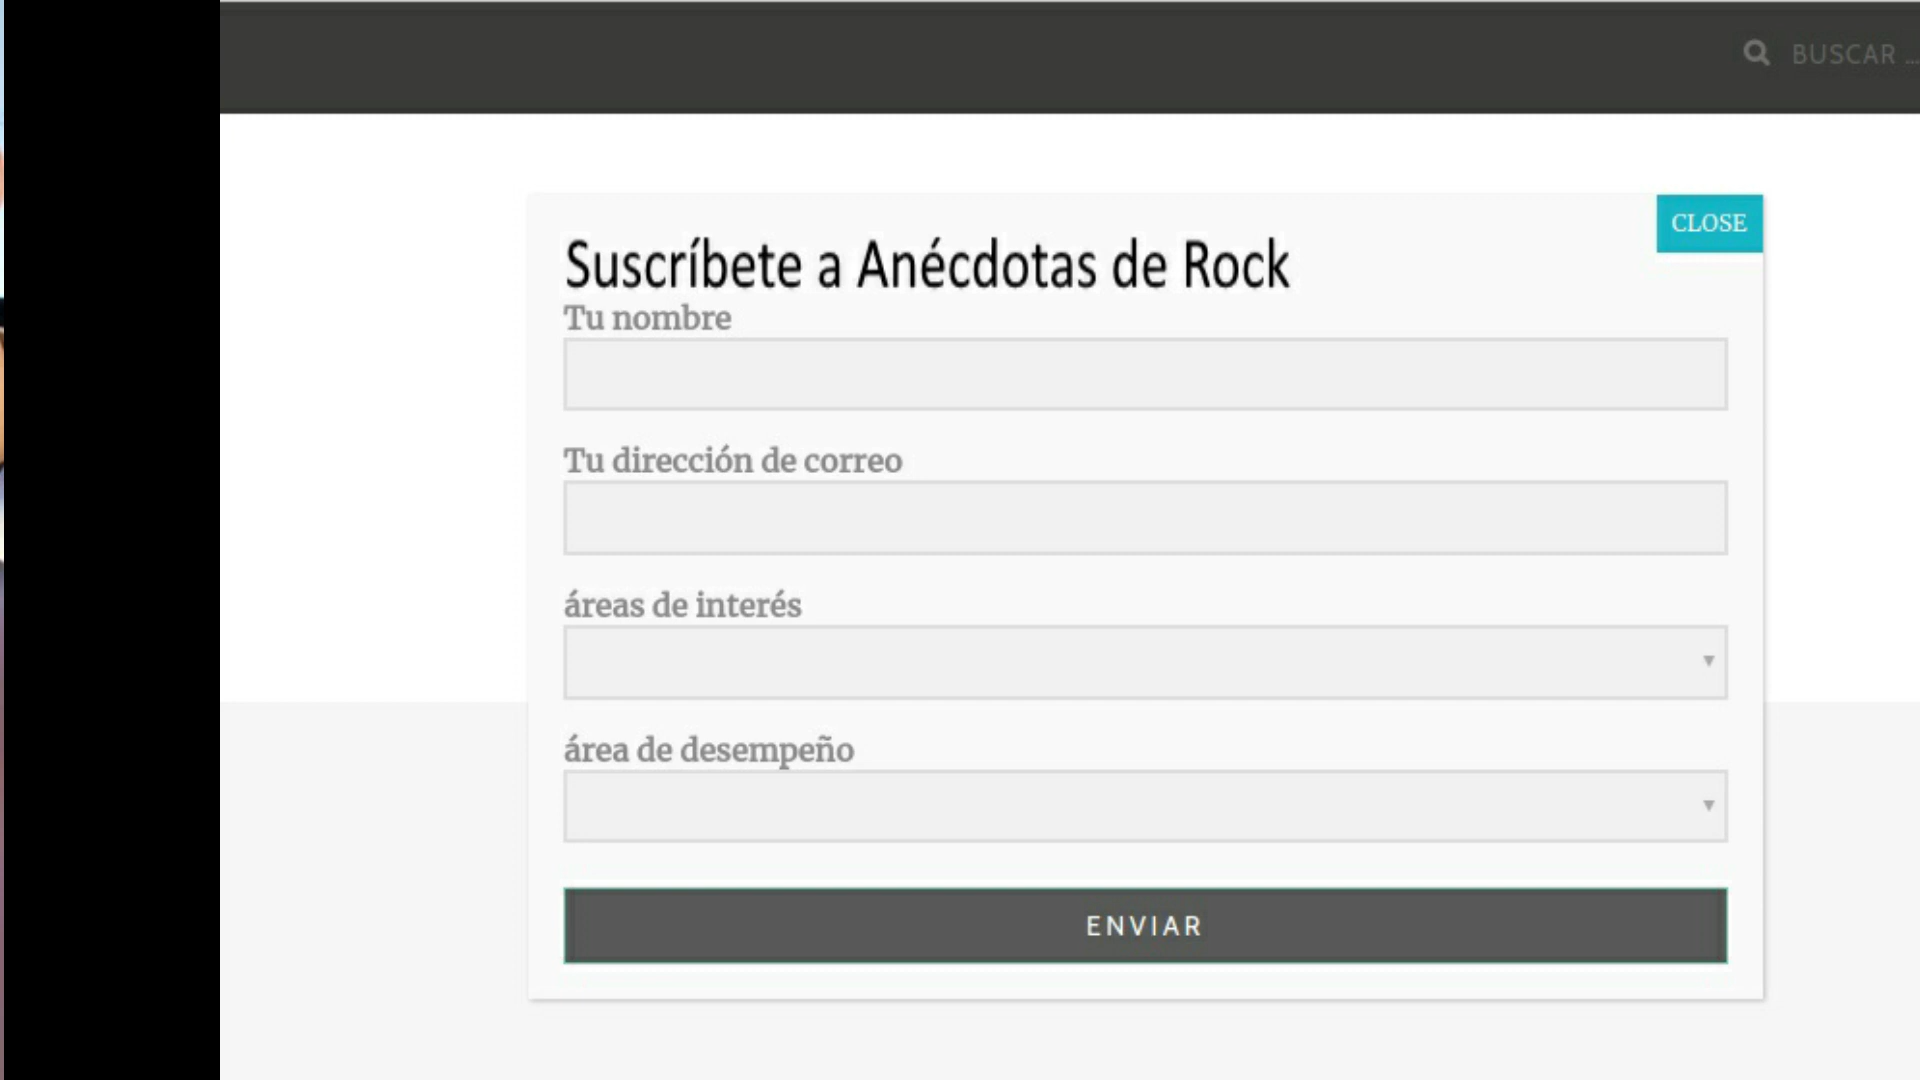 BUSCAR ...
CLOSE
Suscríbete a Anécdotas de Rock
Tu nombre
Tu dirección de correo
áreas de interés
área de desempeño
ENVIAR